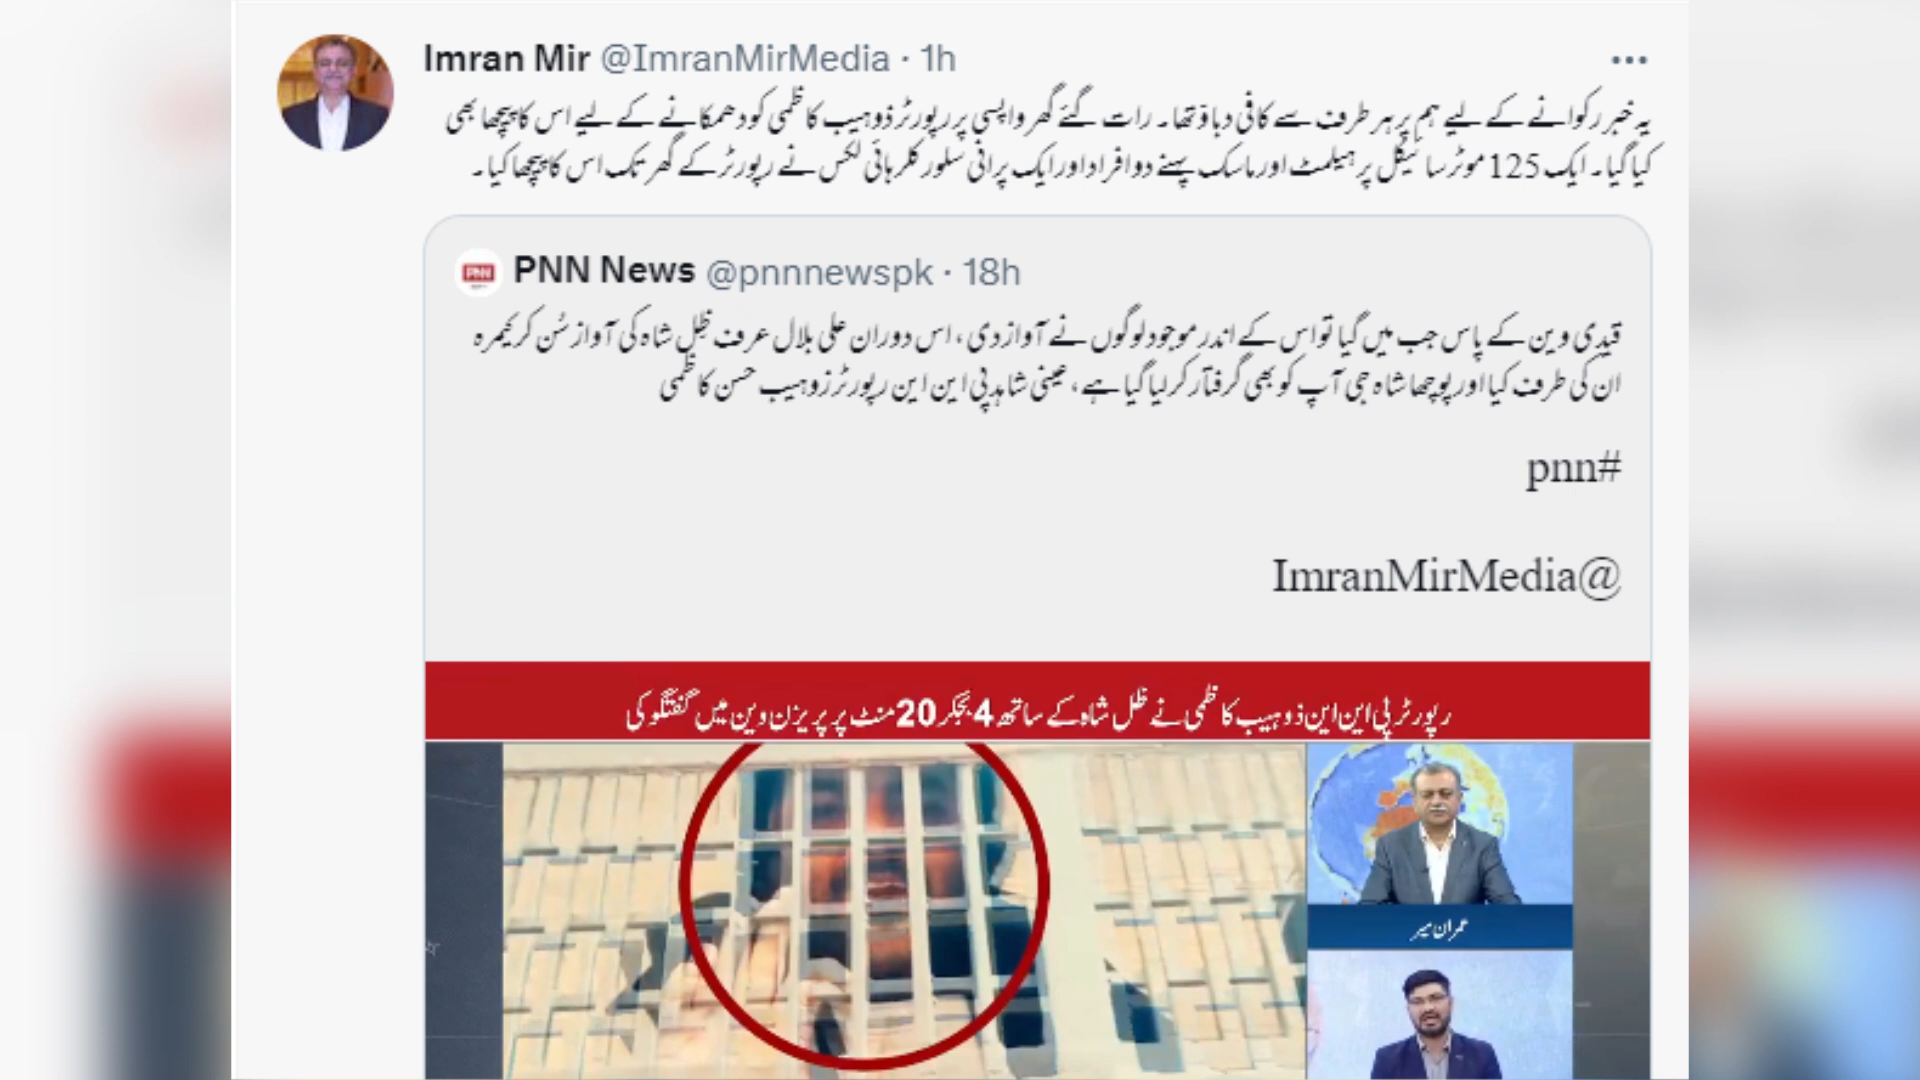 Imran Mir @ImranMirMedia · 1h
یہ خبر رکوانے کے لیے ہم پر ہر طرف سے کافی دباؤ تھا۔ رات گئے گھر واپسی پر رپورٹر ذوہیب کاظمی کو دھمکانے کے لیے اس کا پیچھا بھی
کیا گیا۔ ایک 125 موٹر سائیکل پر ہیلمٹ اور ماسک پہنے دو افراد اور ایک پرانی سلور کلر ہائی لکس نے رپورٹر کے گھر تک اس کا پیچھا کیا۔
PNN
PNN News @pnnnewspk · 18h
قیدی وین کے پاس جب میں گیا تو اس کے اندر موجود لوگوں نے آواز دی، اس دوران علی بلال عرف ظِل شاہ کی آواز سُن کر کیمرہ
ان کی طرف کیا اور پوچھا شاہ جی آپ کو بھی گرفتار کر لیا گیا ہے، عینی شاہد پی این این رپورٹر زوہیب حسن کاظمی
#pnn
@ImranMirMedia
رپورٹر پی این این ذوہیب کاظمی نے ظل شاہ کے ساتھ 4 بجکر 20 منٹ پر پریزن وین میں گفتگو کی
عمران میر